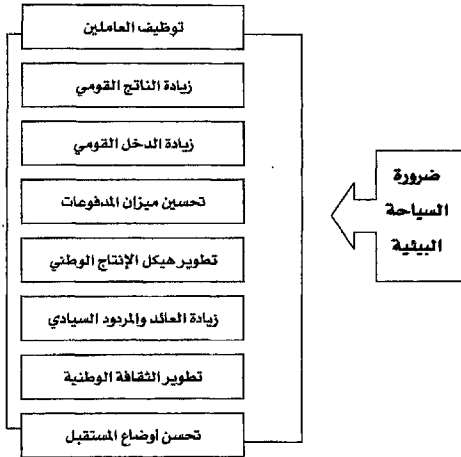 ضرورة
السياحة
البيئية
توظيف العاملين
زيادة الناتج القومي
زيادة الدخل القومي
تحسين ميزان المدفوعات
تطوير هيكل الإنتاج الوطني
زيادة العائد والمردود السيادي
تطوير الثقافة الوطنية
تحسن أوضاع المستقبل